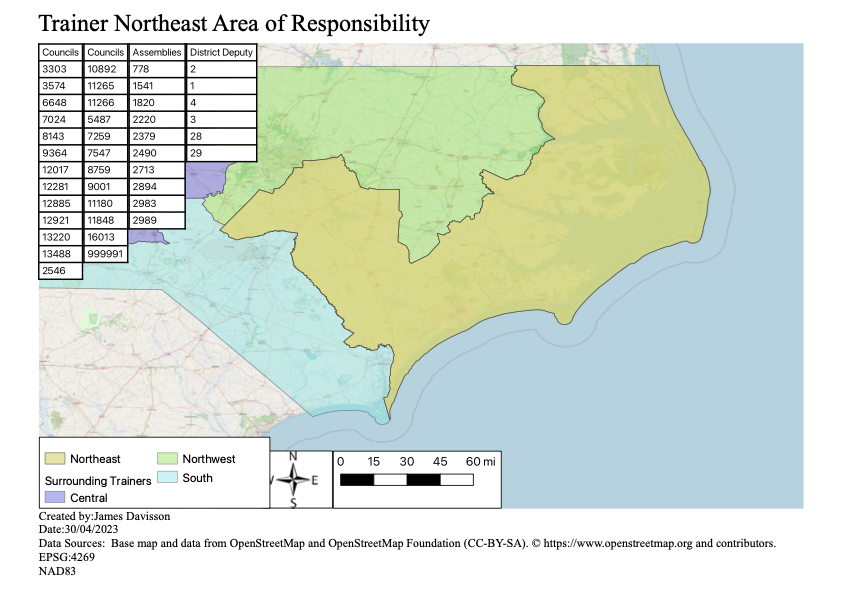 Trainer Northeast Area of Responsibility
Councils Councils Assemblies District Deputy
3303 10892 778 2
3574 11265 1541 1
6648 11266 1820 4
7024 5487 2220 3
8143 7259 2379 28
9364 7547 2490 29
12017 8759 2713
12281 9001 2894
12885 11180 2983
12921 11848 2989
13220 16013
13488 999991
2546
Northeast Northwest
Surrounding Trainers South
Central
N
E
S
0 15 30 45 60 mi
Created by:James Davisson
Date:30/04/2023
Data Sources: Base map and data from OpenStreetMap and OpenStreetMap Foundation (CC-BY-SA). © https://www.openstreetmap.org and contributors.
EPSG:4269
NAD83